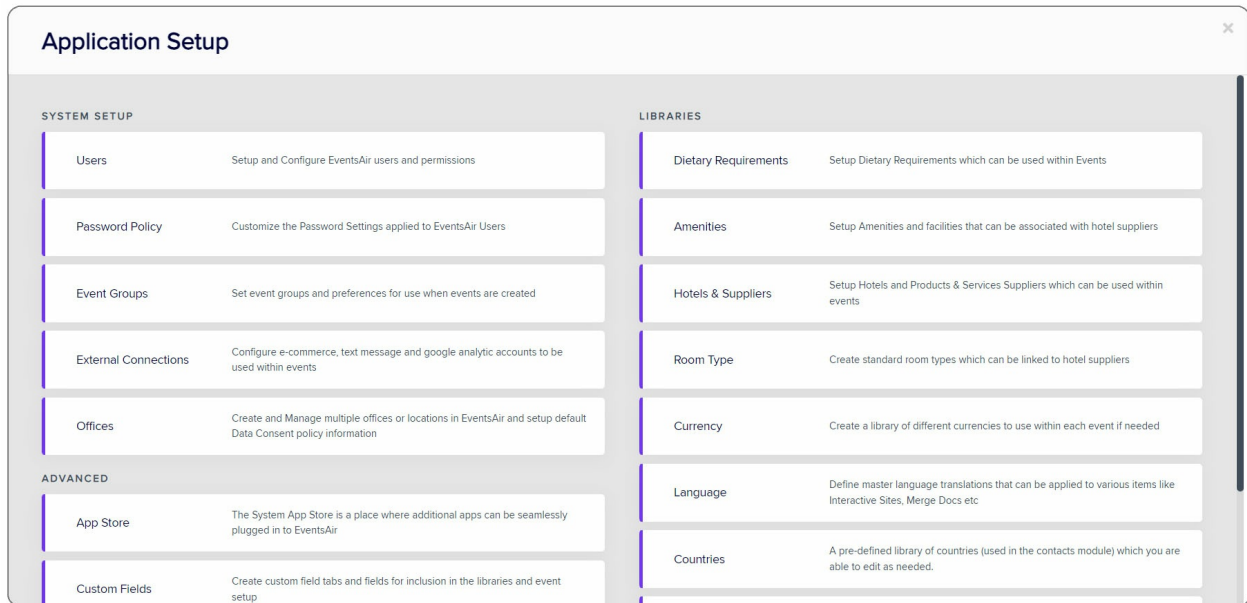 Application Setup
×
SYSTEM SETUP
Users
Setup and Configure EventsAir users and permissions
Password Policy
Customize the Password Settings applied to EventsAir Users
Event Groups
Set event groups and preferences for use when events are created
External Connections
Configure e-commerce, text message and google analytic accounts to be
used within events
Offices
Create and Manage multiple offices or locations in EventsAir and setup default
Data Consent policy information
ADVANCED
App Store
The System App Store is a place where additional apps can be seamlessly
plugged in to EventsAir
Custom Fields
Create custom field tabs and fields for inclusion in the libraries and event
setup
LIBRARIES
Dietary Requirements
Setup Dietary Requirements which can be used within Events
Amenities
Setup Amenities and facilities that can be associated with hotel suppliers
Hotels & Suppliers
Setup Hotels and Products & Services Suppliers which can be used within
events
Room Type
Create standard room types which can be linked to hotel suppliers
Currency
Create a library of different currencies to use within each event if needed
Language
Define master language translations that can be applied to various items like
Interactive Sites, Merge Docs etc
Countries
A pre-defined library of countries (used in the contacts module) which you are
able to edit as needed.